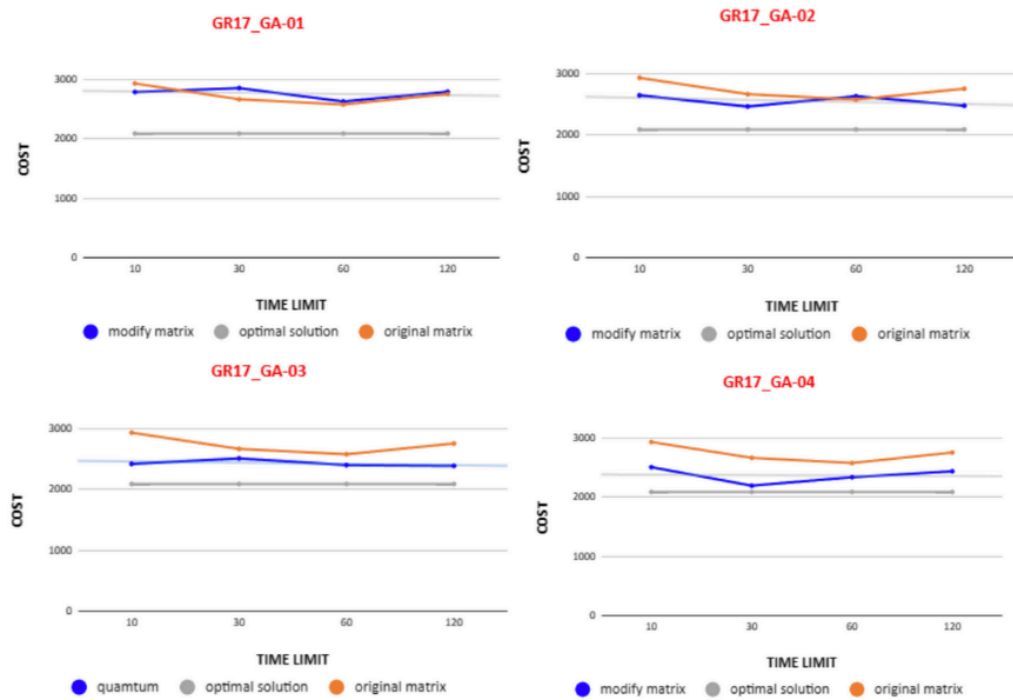 GR17_GA-01
3000
2000
1000
0
COST
10 30 60 120
TIME LIMIT
modify matrix optimal solution original matrix
GR17_GA-02
3000
2000
1000
0
COST
10 30 60 120
TIME LIMIT
modify matrix optimal solution original matrix
GR17_GA-03
3000
2000
1000
0
COST
10 30 60 120
TIME LIMIT
quamtum optimal solution original matrix
GR17_GA-04
3000
2000
1000
0
COST
10 30 60 120
TIME LIMIT
modify matrix optimal solution original matrix